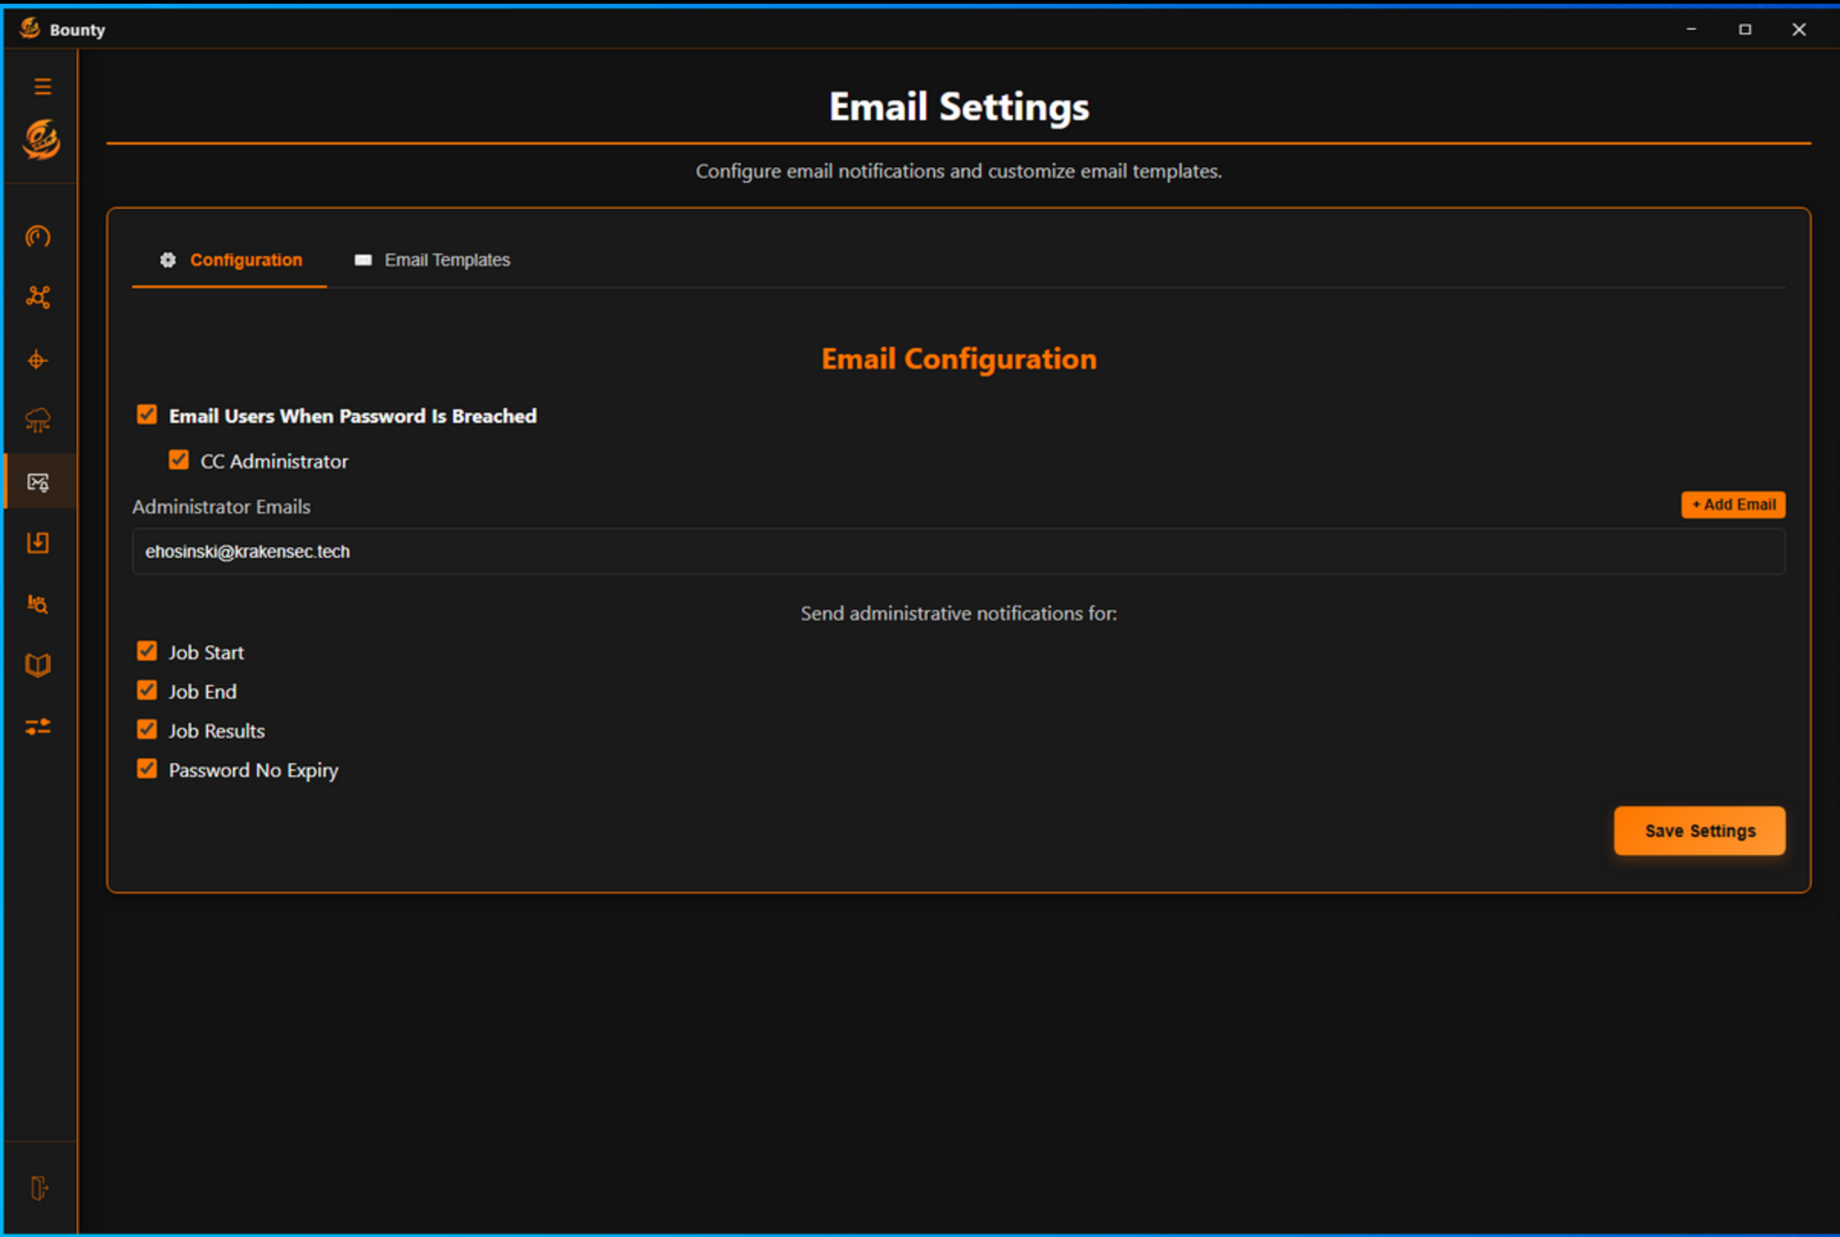 Bounty
Email Settings
Configure email notifications and customize email templates.
Configuration
Email Templates
Email Configuration
Email Users When Password Is Breached
CC Administrator
Administrator Emails
+ Add Email
ehosinski@krakensec.tech
Send administrative notifications for:
Job Start
Job End
Job Results
Password No Expiry
Save Settings